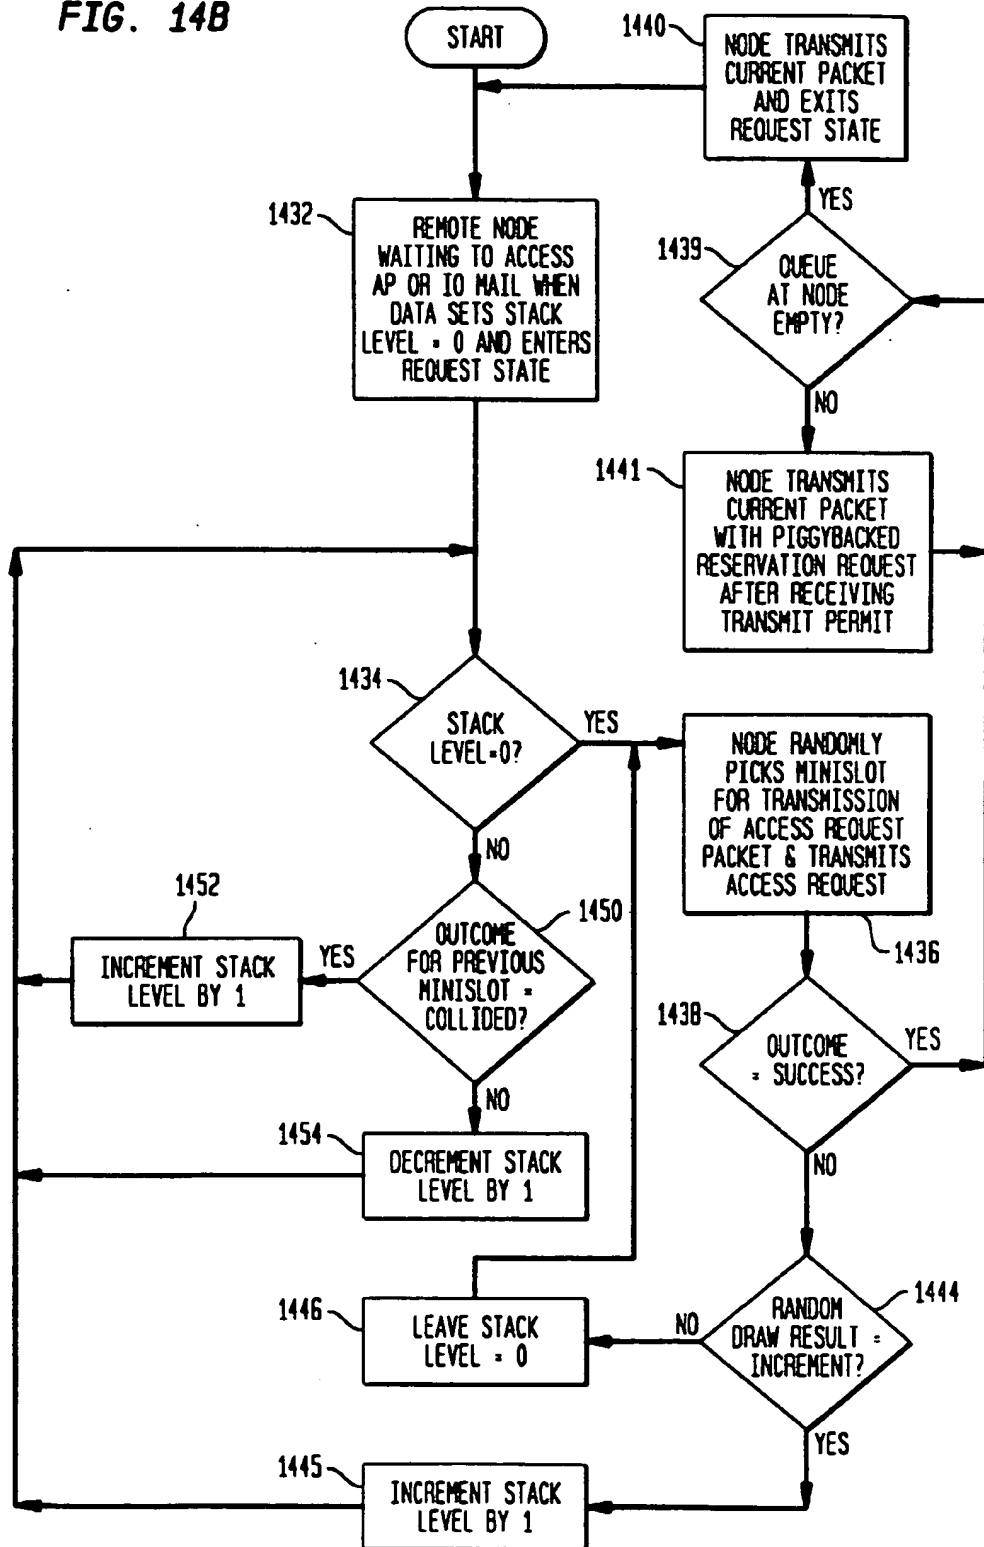 FIG. 14B
START
1440
NODE TRANSMITS
CURRENT PACKET
AND EXITS
REQUEST STATE
YES
1432
REMOTE NODE
WAITING TO ACCESS
AP OR IO MAIL WHEN
DATA SETS STACK
LEVEL = 0 AND ENTERS
REQUEST STATE
1439
QUEUE
AT NODE
EMPTY?
NO
1441
NODE TRANSMITS
CURRENT PACKET
WITH PIGGYBACKED
RESERVATION REQUEST
AFTER RECEIVING
TRANSMIT PERMIT
1434
STACK
LEVEL=0?
YES
NO
NODE RANDOMLY
PICKS MINISLOT
FOR TRANSMISSION
OF ACCESS REQUEST
PACKET & TRANSMITS
ACCESS REQUEST
1436
1452
INCREMENT STACK
LEVEL BY 1
YES
1450
OUTCOME
FOR PREVIOUS
MINISLOT =
COLLIDED?
NO
1438
OUTCOME
= SUCCESS?
YES
NO
1454
DECREMENT STACK
LEVEL BY 1
1446
LEAVE STACK
LEVEL = 0
NO
1444
RANDOM
DRAW RESULT =
INCREMENT?
YES
1445
INCREMENT STACK
LEVEL BY 1